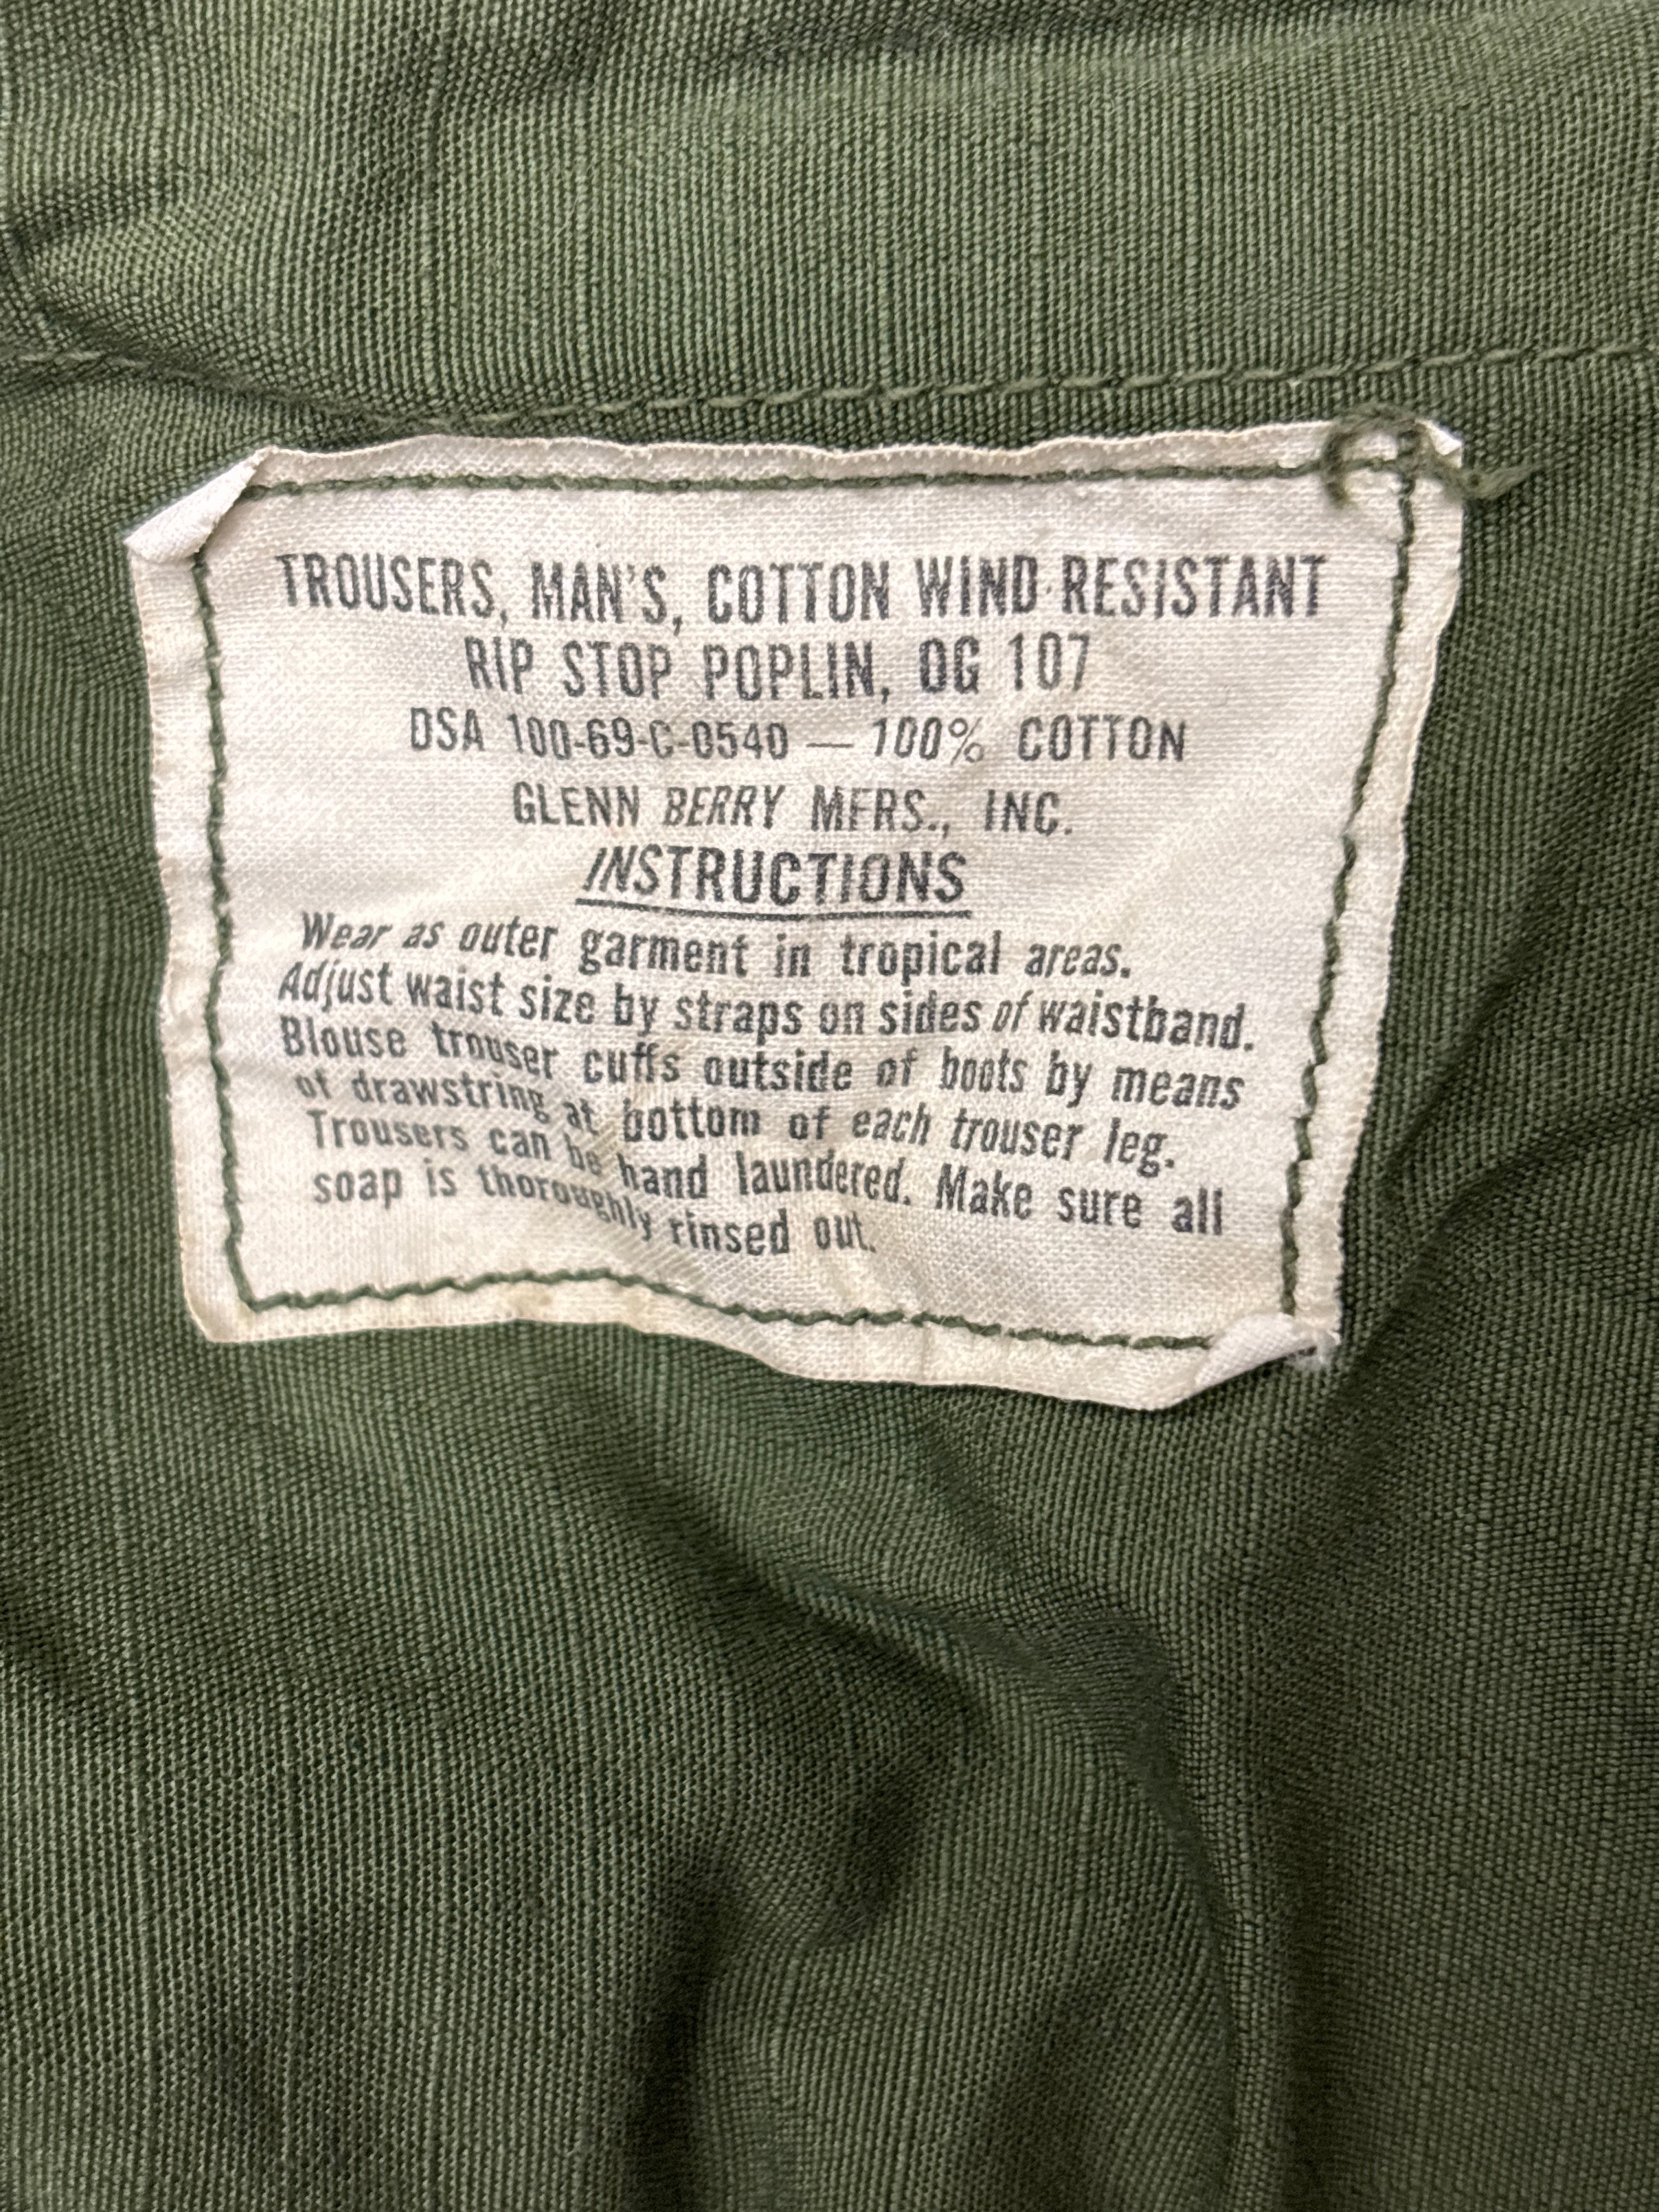 TROUSERS, MAN'S, COTTON WIND RESISTANT
RIP STOP POPLIN, OG 107
DSA 100-69-C-0540 — 100% COTTON
GLENN BERRY MFRS., INC.
INSTRUCTIONS
Wear as outer garment in tropical areas.
Adjust waist size by straps on sides of waistband.
Blouse trouser cuffs outside of boots by means
of drawstring at bottom of each trouser leg.
Trousers can be hand laundered. Make sure all
soap is thoroughly rinsed out.